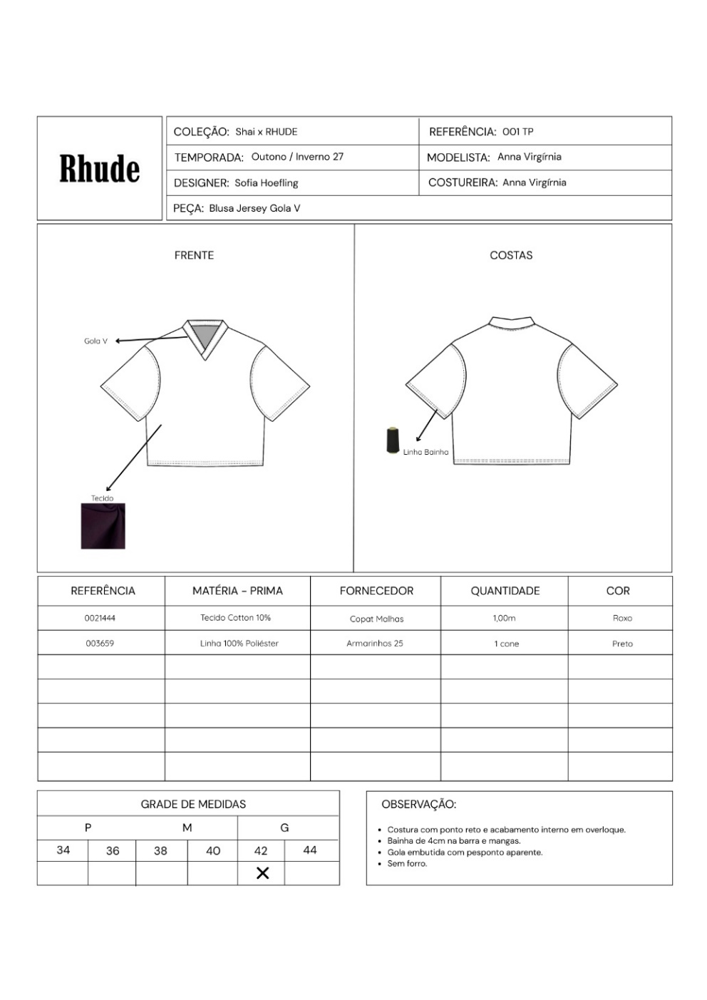 Rhude
COLEÇÃO: Shai x RHUDE
REFERÊNCIA: 001 TP
TEMPORADA: Outono / Inverno 27
MODELISTA: Anna Virgírnia
DESIGNER: Sofia Hoefling
COSTUREIRA: Anna Virgírnia
PEÇA: Blusa Jersey Gola V
FRENTE
COSTAS
Gola V
Linha Bainha
Tecido
REFERÊNCIA MATÉRIA - PRIMA FORNECEDOR QUANTIDADE COR
0021444 Tecido Cotton 10% Copat Malhas 1,00m Roxo
003659 Linha 100% Poliéster Armarinhos 25 1 cone Preto
GRADE DE MEDIDAS
P M G
34 36 38 40 42 44
X
OBSERVAÇÃO:
• Costura com ponto reto e acabamento interno em overloque.
• Bainha de 4cm na barra e mangas.
• Gola embutida com pesponto aparente.
• Sem forro.